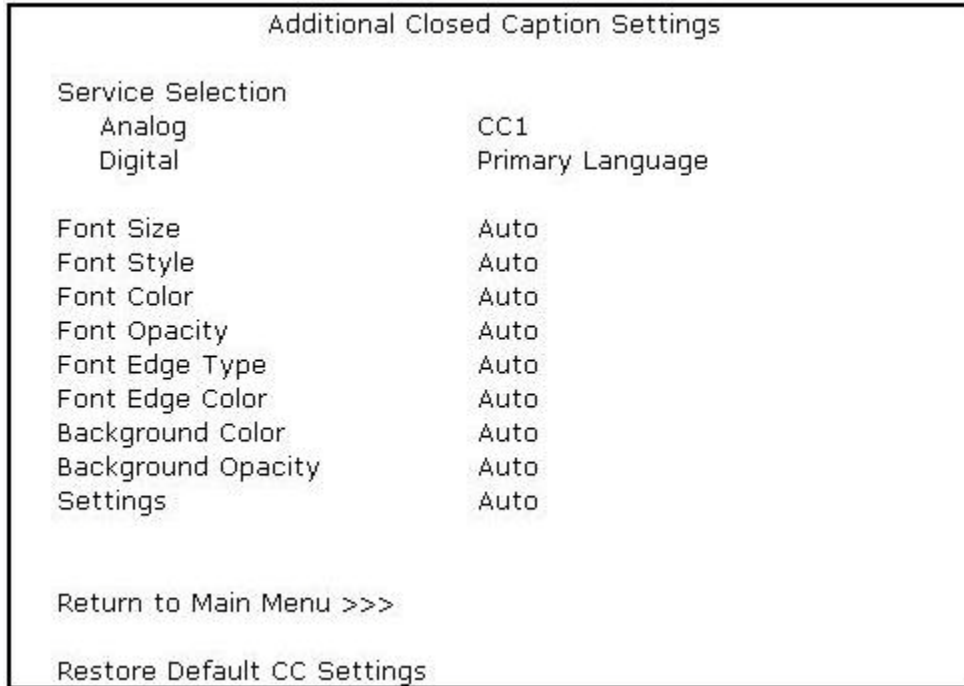 Additional Closed Caption Settings
Service Selection
Analog CC1
Digital Primary Language
Font Size Auto
Font Style Auto
Font Color Auto
Font Opacity Auto
Font Edge Type Auto
Font Edge Color Auto
Background Color Auto
Background Opacity Auto
Settings Auto
Return to Main Menu >>>
Restore Default CC Settings